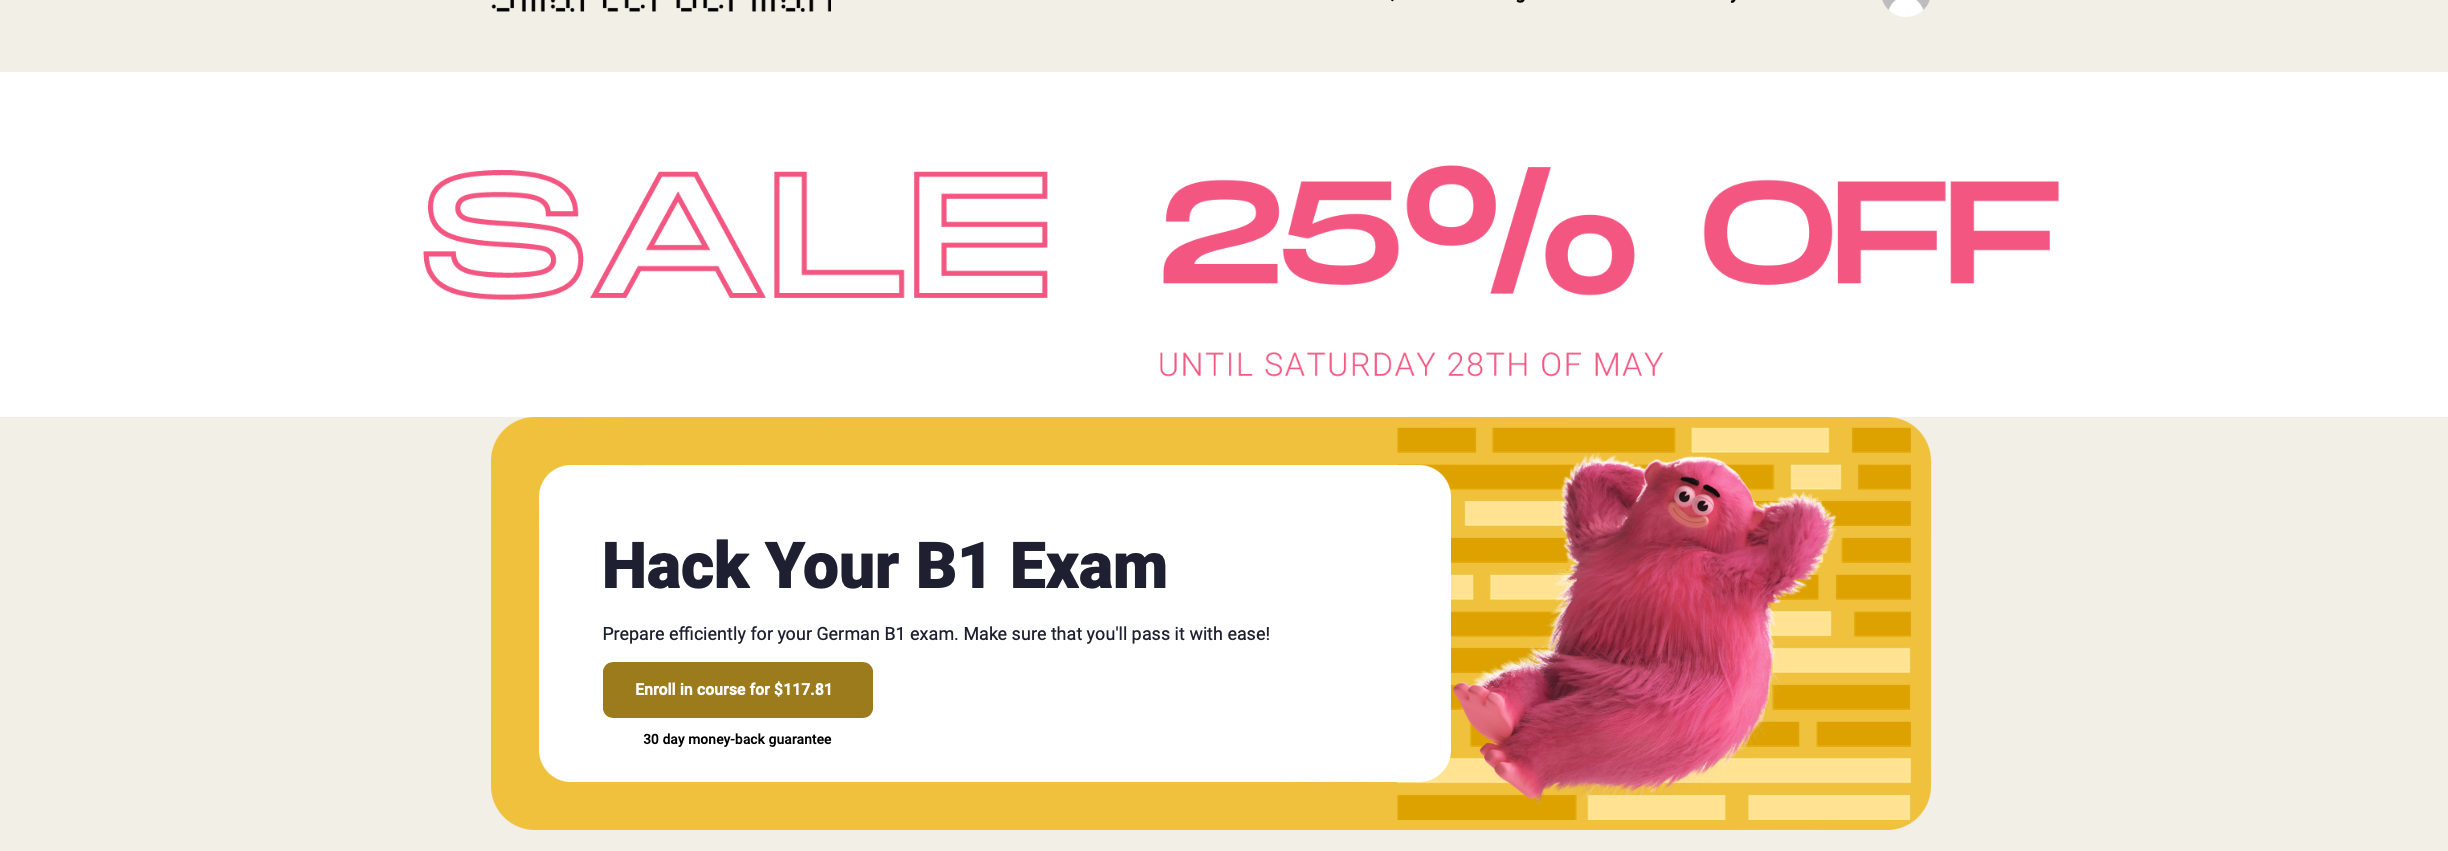 SALE 25% OFF
UNTIL SATURDAY 28TH OF MAY
Hack Your B1 Exam
Prepare efficiently for your German B1 exam. Make sure that you'll pass it with ease!
Enroll in course for $117.81
30 day money-back guarantee